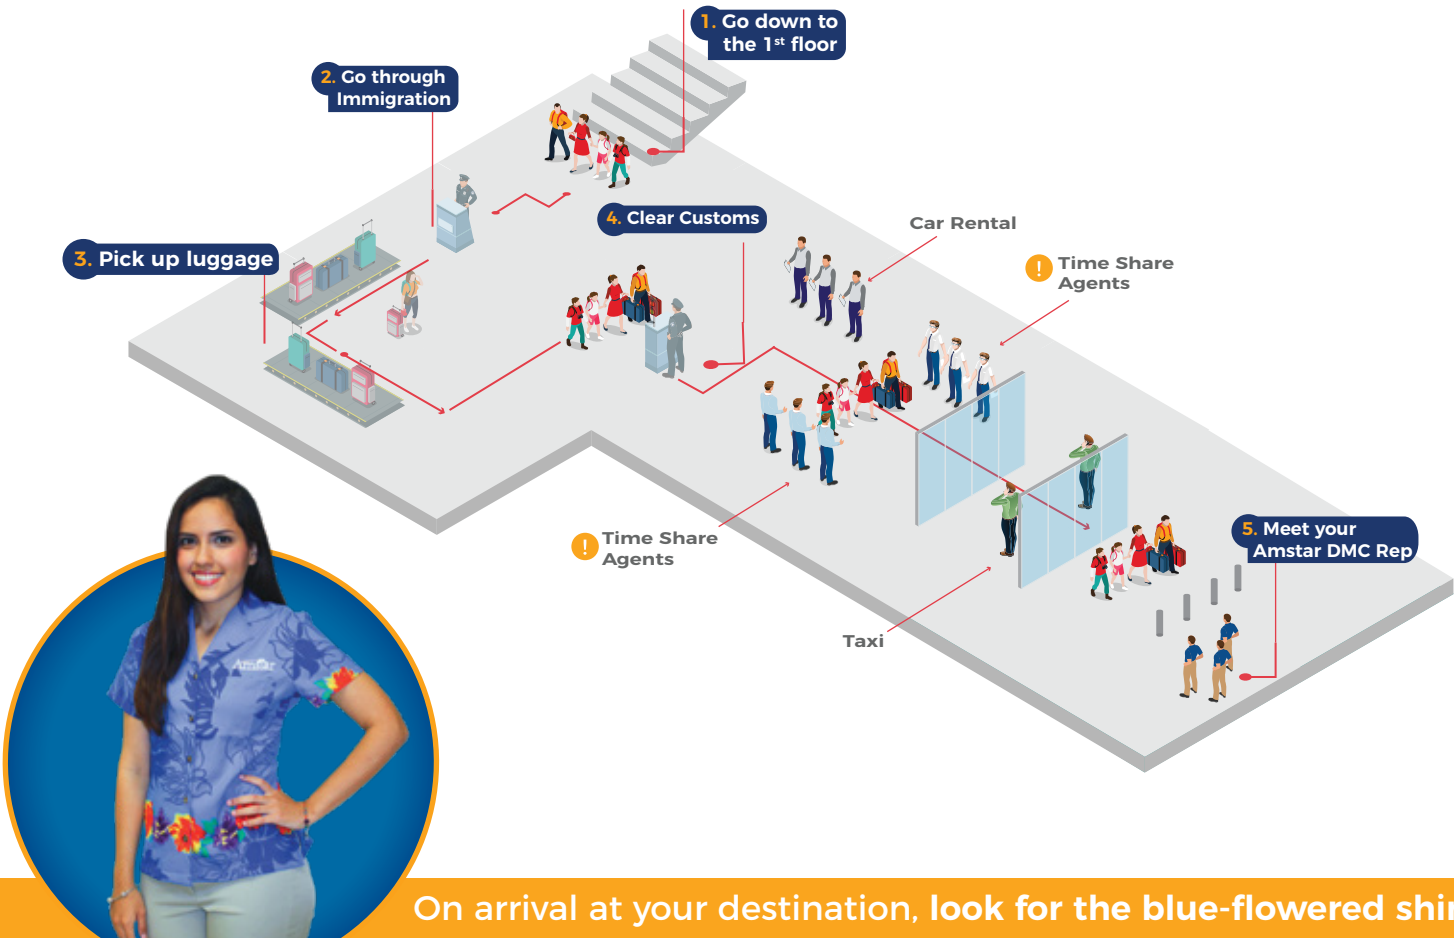 1. Go down to
the 1st floor
2. Go through
Immigration
3. Pick up luggage
4. Clear Customs
Car Rental
! Time Share
Agents
! Time Share
Agents
Taxi
5. Meet your
Amstar DMC Rep
Amstar
On arrival at your destination, look for the blue-flowered shir